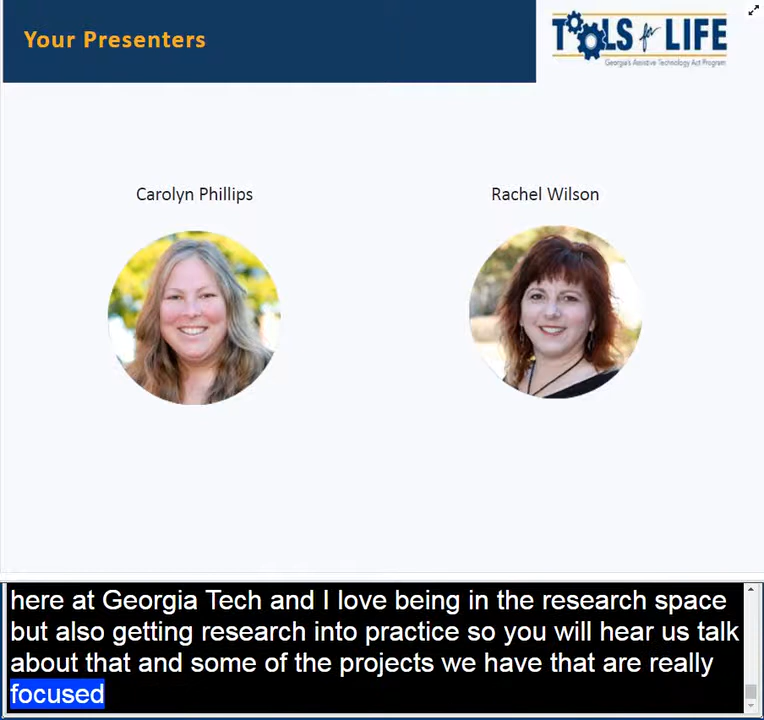 Your Presenters
TOOLS for LIFE
Georgia's Assistive Technology Act Program
Carolyn Phillips
Rachel Wilson
here at Georgia Tech and I love being in the research space
but also getting research into practice so you will hear us talk
about that and some of the projects we have that are really
focused